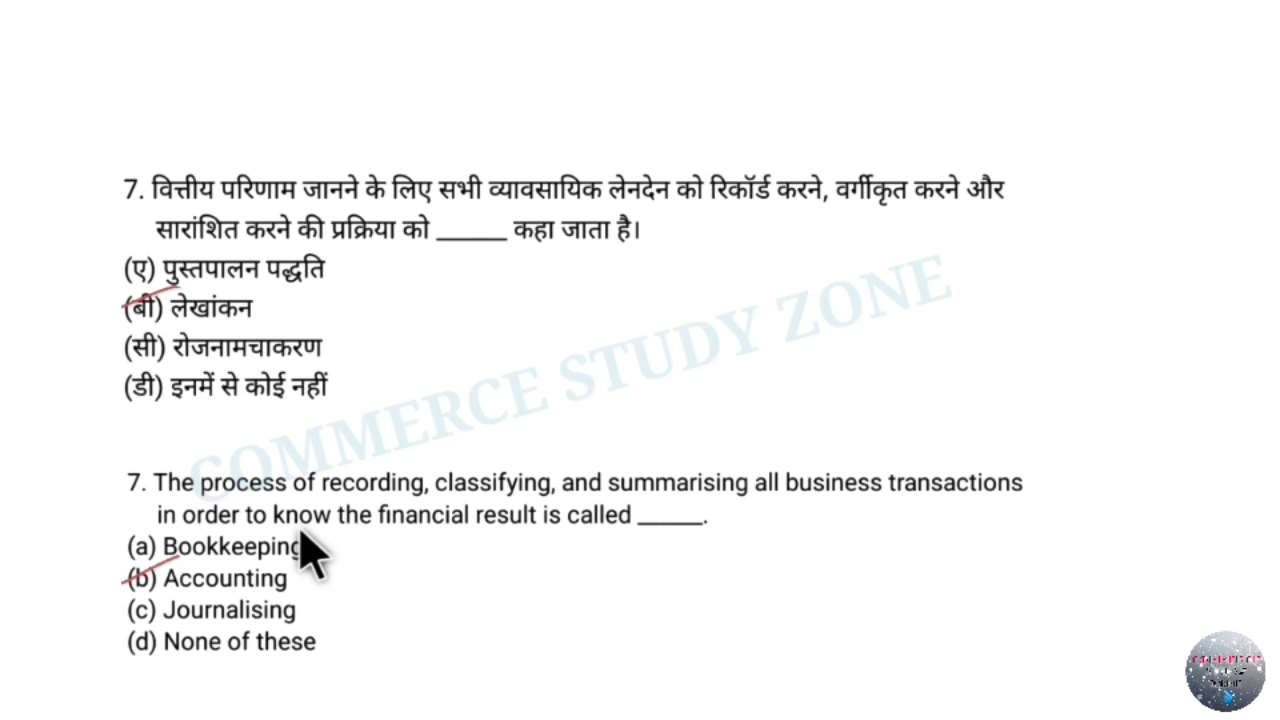 7. वित्तीय परिणाम जानने के लिए सभी व्यावसायिक लेनदेन को रिकॉर्ड करने, वर्गीकृत करने और
सारांशित करने की प्रक्रिया को ______ कहा जाता है।
(ए) पुस्तपालन पद्धति
(बी) लेखांकन
(सी) रोजनामचाकरण
(डी) इनमें से कोई नहीं
COMMERCE STUDY ZONE
7. The process of recording, classifying, and summarising all business transactions
in order to know the financial result is called _____.
(a) Bookkeeping
(b) Accounting
(c) Journalising
(d) None of these